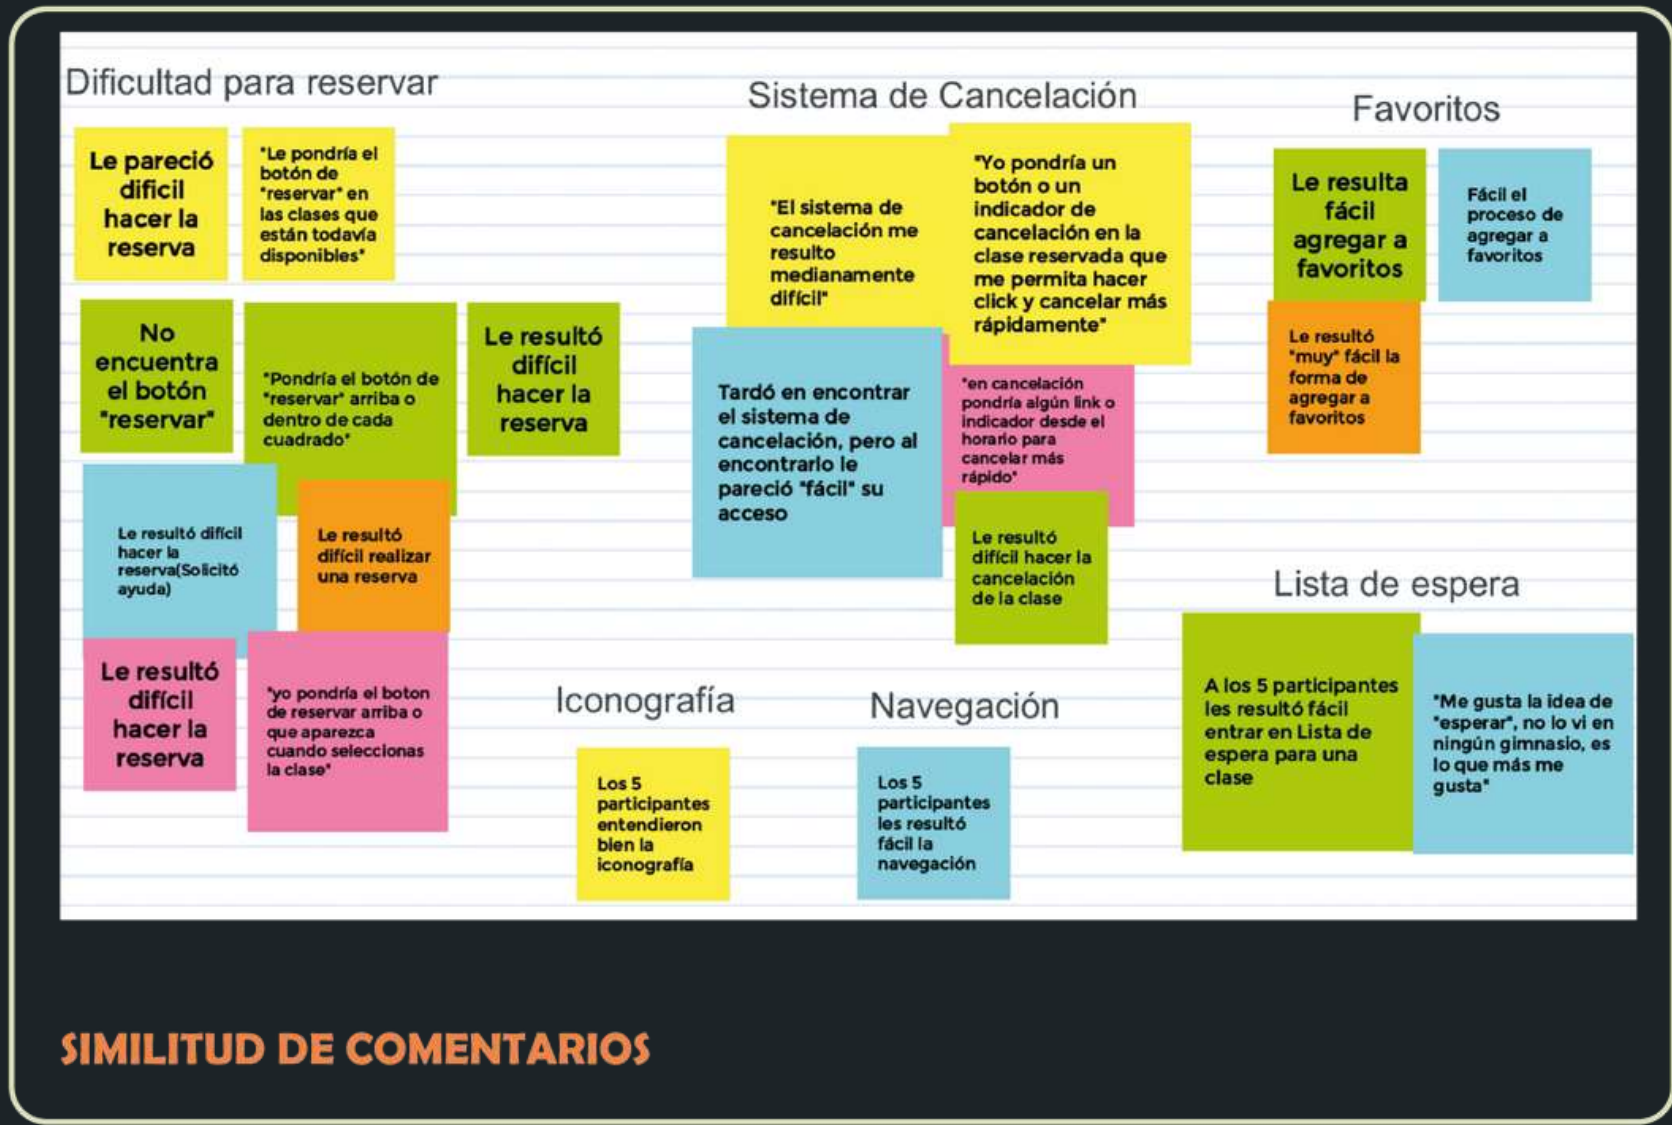 Dificultad para reservar
Le pareció
dificil
hacer la
reserva
"Le pondría el
botón de
"reservar" en
las clases que
están todavía
disponibles"
No
encuentra
el botón
"reservar"
"Pondría el botón de
"reservar" arriba o
dentro de cada
cuadrado"
Le resultó
difícil
hacer la
reserva
Le resultó difícil
hacer la
reserva(Solicitó
ayuda)
Le resultó
difícil realizar
una reserva
Le resultó
difícil
hacer la
reserva
"yo pondría el boton
de reservar arriba o
que aparezca
cuando seleccionas
la clase"
Sistema de Cancelación
"El sistema de
cancelación me
resulto
medianamente
difícil"
"Yo pondría un
botón o un
indicador de
cancelación en la
clase reservada que
me permita hacer
click y cancelar más
rápidamente"
Tardó en encontrar
el sistema de
cancelación, pero al
encontrarlo le
pareció "fácil" su
acceso
"en cancelación
pondría algún link o
indicador desde el
horario para
cancelar más
rápido"
Le resultó
difícil hacer la
cancelación
de la clase
Favoritos
Le resulta
fácil
agregar a
favoritos
Fácil el
proceso de
agregar a
favoritos
Le resultó
"muy" fácil la
forma de
agregar a
favoritos
Iconografía
Los 5
participantes
entendieron
bien la
iconografía
Navegación
Los 5
participantes
les resultó
fácil la
navegación
Lista de espera
A los 5 participantes
les resultó fácil
entrar en Lista de
espera para una
clase
"Me gusta la idea de
"esperar", no lo vi en
ningún gimnasio, es
lo que más me
gusta"
SIMILITUD DE COMENTARIOS